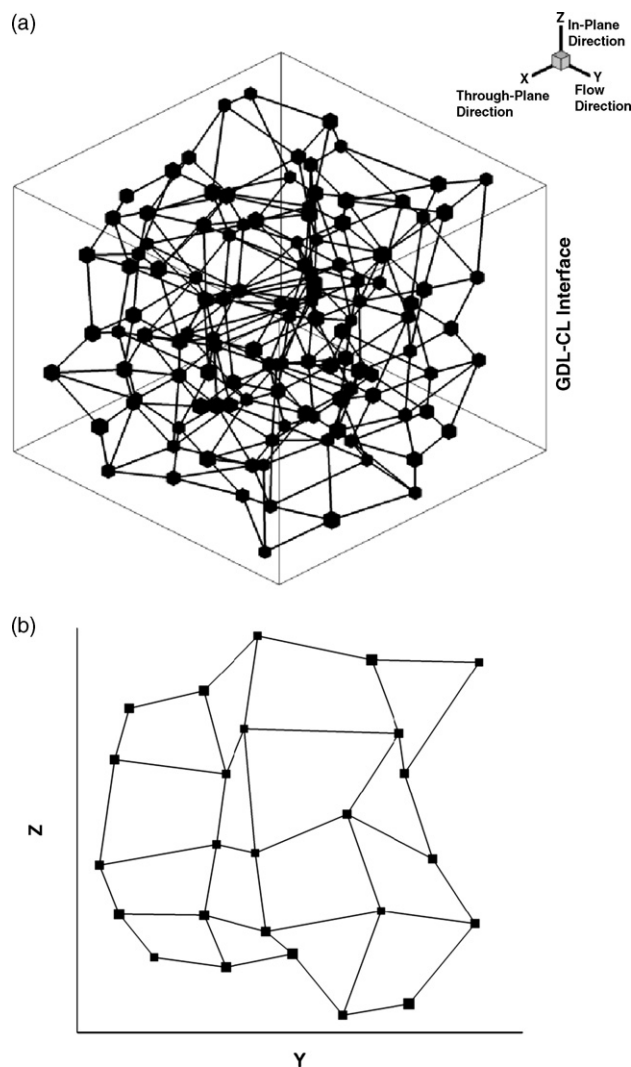 (a)
Z In-Plane
Direction
X Y
Through-Plane Flow
Direction Direction
GDL-CL Interface
(b)
Z
Y